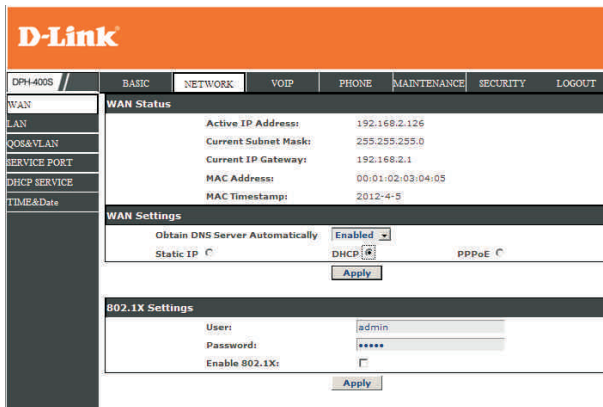 D-Link
DPH-400S
BASIC NETWORK VOIP PHONE MAINTENANCE SECURITY LOGOUT
WAN
LAN
QOS&VLAN
SERVICE PORT
DHCP SERVICE
TIME&Date
WAN Status
Active IP Address: 192.168.2.126
Current Subnet Mask: 255.255.255.0
Current IP Gateway: 192.168.2.1
MAC Address: 00:01:02:03:04:05
MAC Timestamp: 2012-4-5
WAN Settings
Obtain DNS Server Automatically Enabled
Static IP DHCP PPPoE
Apply
802.1X Settings
User: admin
Password: •••••
Enable 802.1X:
Apply